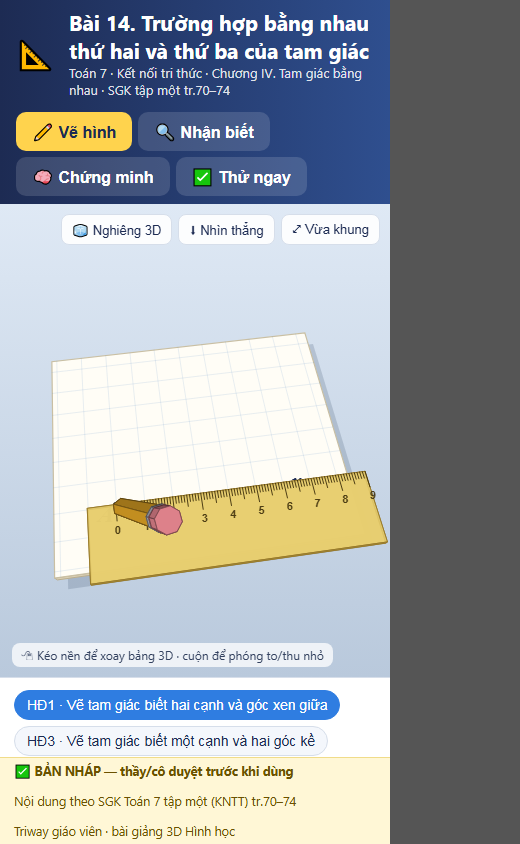 Bài 14. Trường hợp bằng nhau
thứ hai và thứ ba của tam giác
Toán 7 · Kết nối tri thức · Chương IV. Tam giác bằng
nhau · SGK tập một tr.70–74
Vẽ hình
Nhận biết
Chứng minh
Thử ngay
Nghiêng 3D
Nhìn thẳng
Vừa khung
0 3 4 5 6 7 8 9
Kéo nền để xoay bảng 3D · cuộn để phóng to/thu nhỏ
HĐ1 · Vẽ tam giác biết hai cạnh và góc xen giữa
HĐ3 · Vẽ tam giác biết một cạnh và hai góc kề
BẢN NHÁP — thầy/cô duyệt trước khi dùng
Nội dung theo SGK Toán 7 tập một (KNTT) tr.70–74
Triway giáo viên · bài giảng 3D Hình học